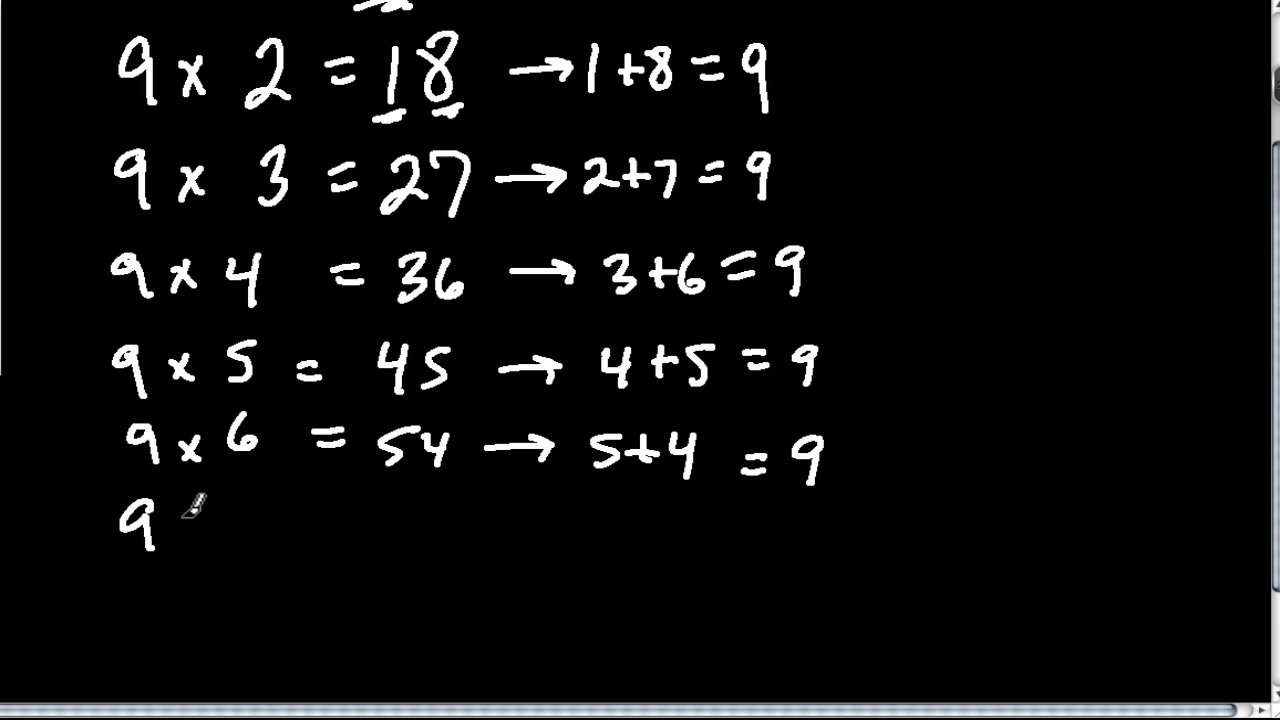 9 x 2 = 18 → 1+8 = 9
9 x 3 = 27 → 2+7 = 9
9 x 4 = 36 → 3+6 = 9
9 x 5 = 45 → 4+5 = 9
9 x 6 = 54 → 5+4 = 9
9